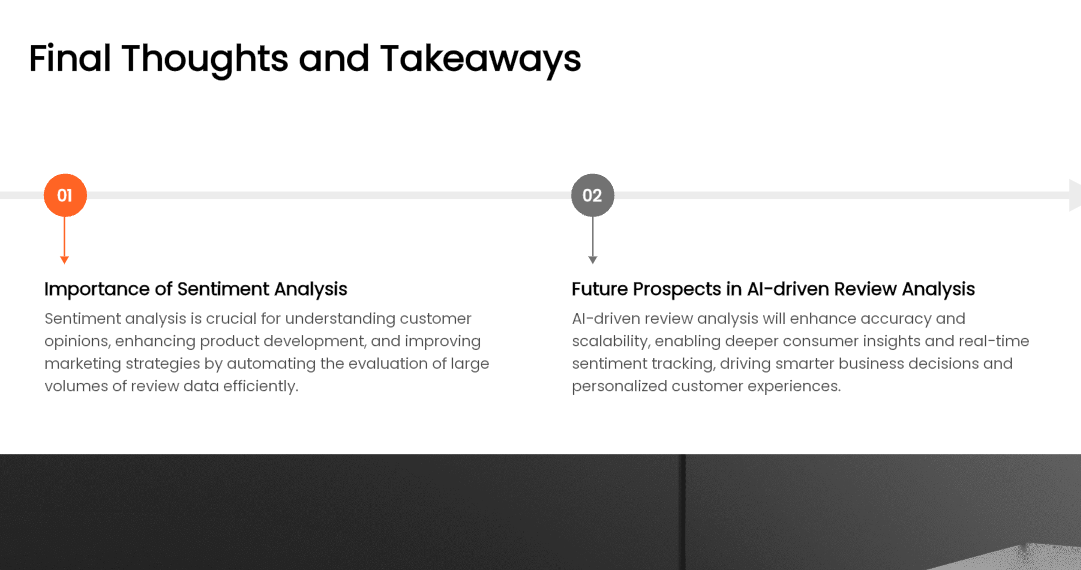 Final Thoughts and Takeaways
01
02
Importance of Sentiment Analysis
Sentiment analysis is crucial for understanding customer
opinions, enhancing product development, and improving
marketing strategies by automating the evaluation of large
volumes of review data efficiently.
Future Prospects in AI-driven Review Analysis
AI-driven review analysis will enhance accuracy and
scalability, enabling deeper consumer insights and real-time
sentiment tracking, driving smarter business decisions and
personalized customer experiences.